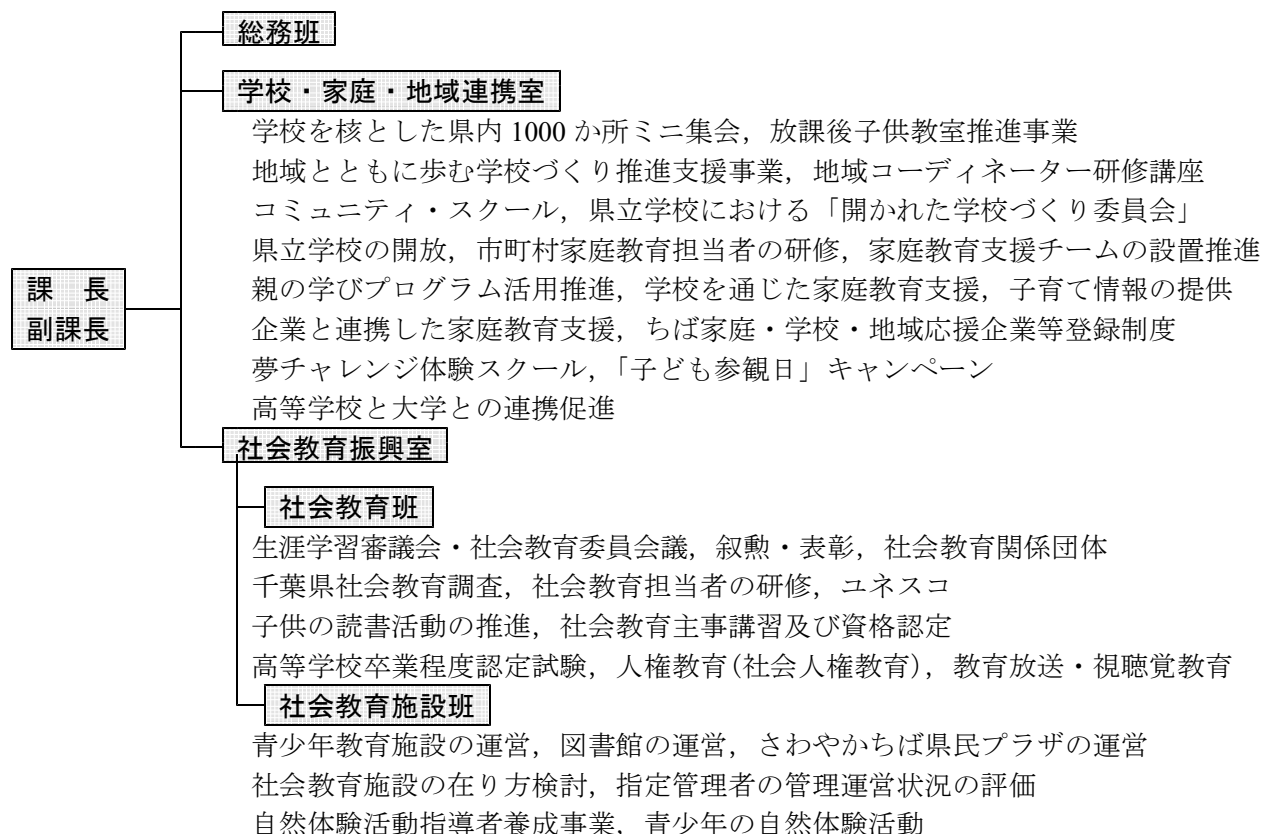 総務班
学校・家庭・地域連携室
学校を核とした県内 1000 か所ミニ集会，放課後子供教室推進事業
地域とともに歩む学校づくり推進支援事業，地域コーディネーター研修講座
コミュニティ・スクール，県立学校における「開かれた学校づくり委員会」
県立学校の開放，市町村家庭教育担当者の研修，家庭教育支援チームの設置推進
課　長
副課長
親の学びプログラム活用推進，学校を通じた家庭教育支援，子育て情報の提供
企業と連携した家庭教育支援，ちば家庭・学校・地域応援企業等登録制度
夢チャレンジ体験スクール，「子ども参観日」キャンペーン
高等学校と大学との連携促進
社会教育振興室
社会教育班
生涯学習審議会・社会教育委員会議，叙勲・表彰，社会教育関係団体
千葉県社会教育調査，社会教育担当者の研修，ユネスコ
子供の読書活動の推進，社会教育主事講習及び資格認定
高等学校卒業程度認定試験，人権教育(社会人権教育)，教育放送・視聴覚教育
社会教育施設班
青少年教育施設の運営，図書館の運営，さわやかちば県民プラザの運営
社会教育施設の在り方検討，指定管理者の管理運営状況の評価
自然体験活動指導者養成事業，青少年の自然体験活動